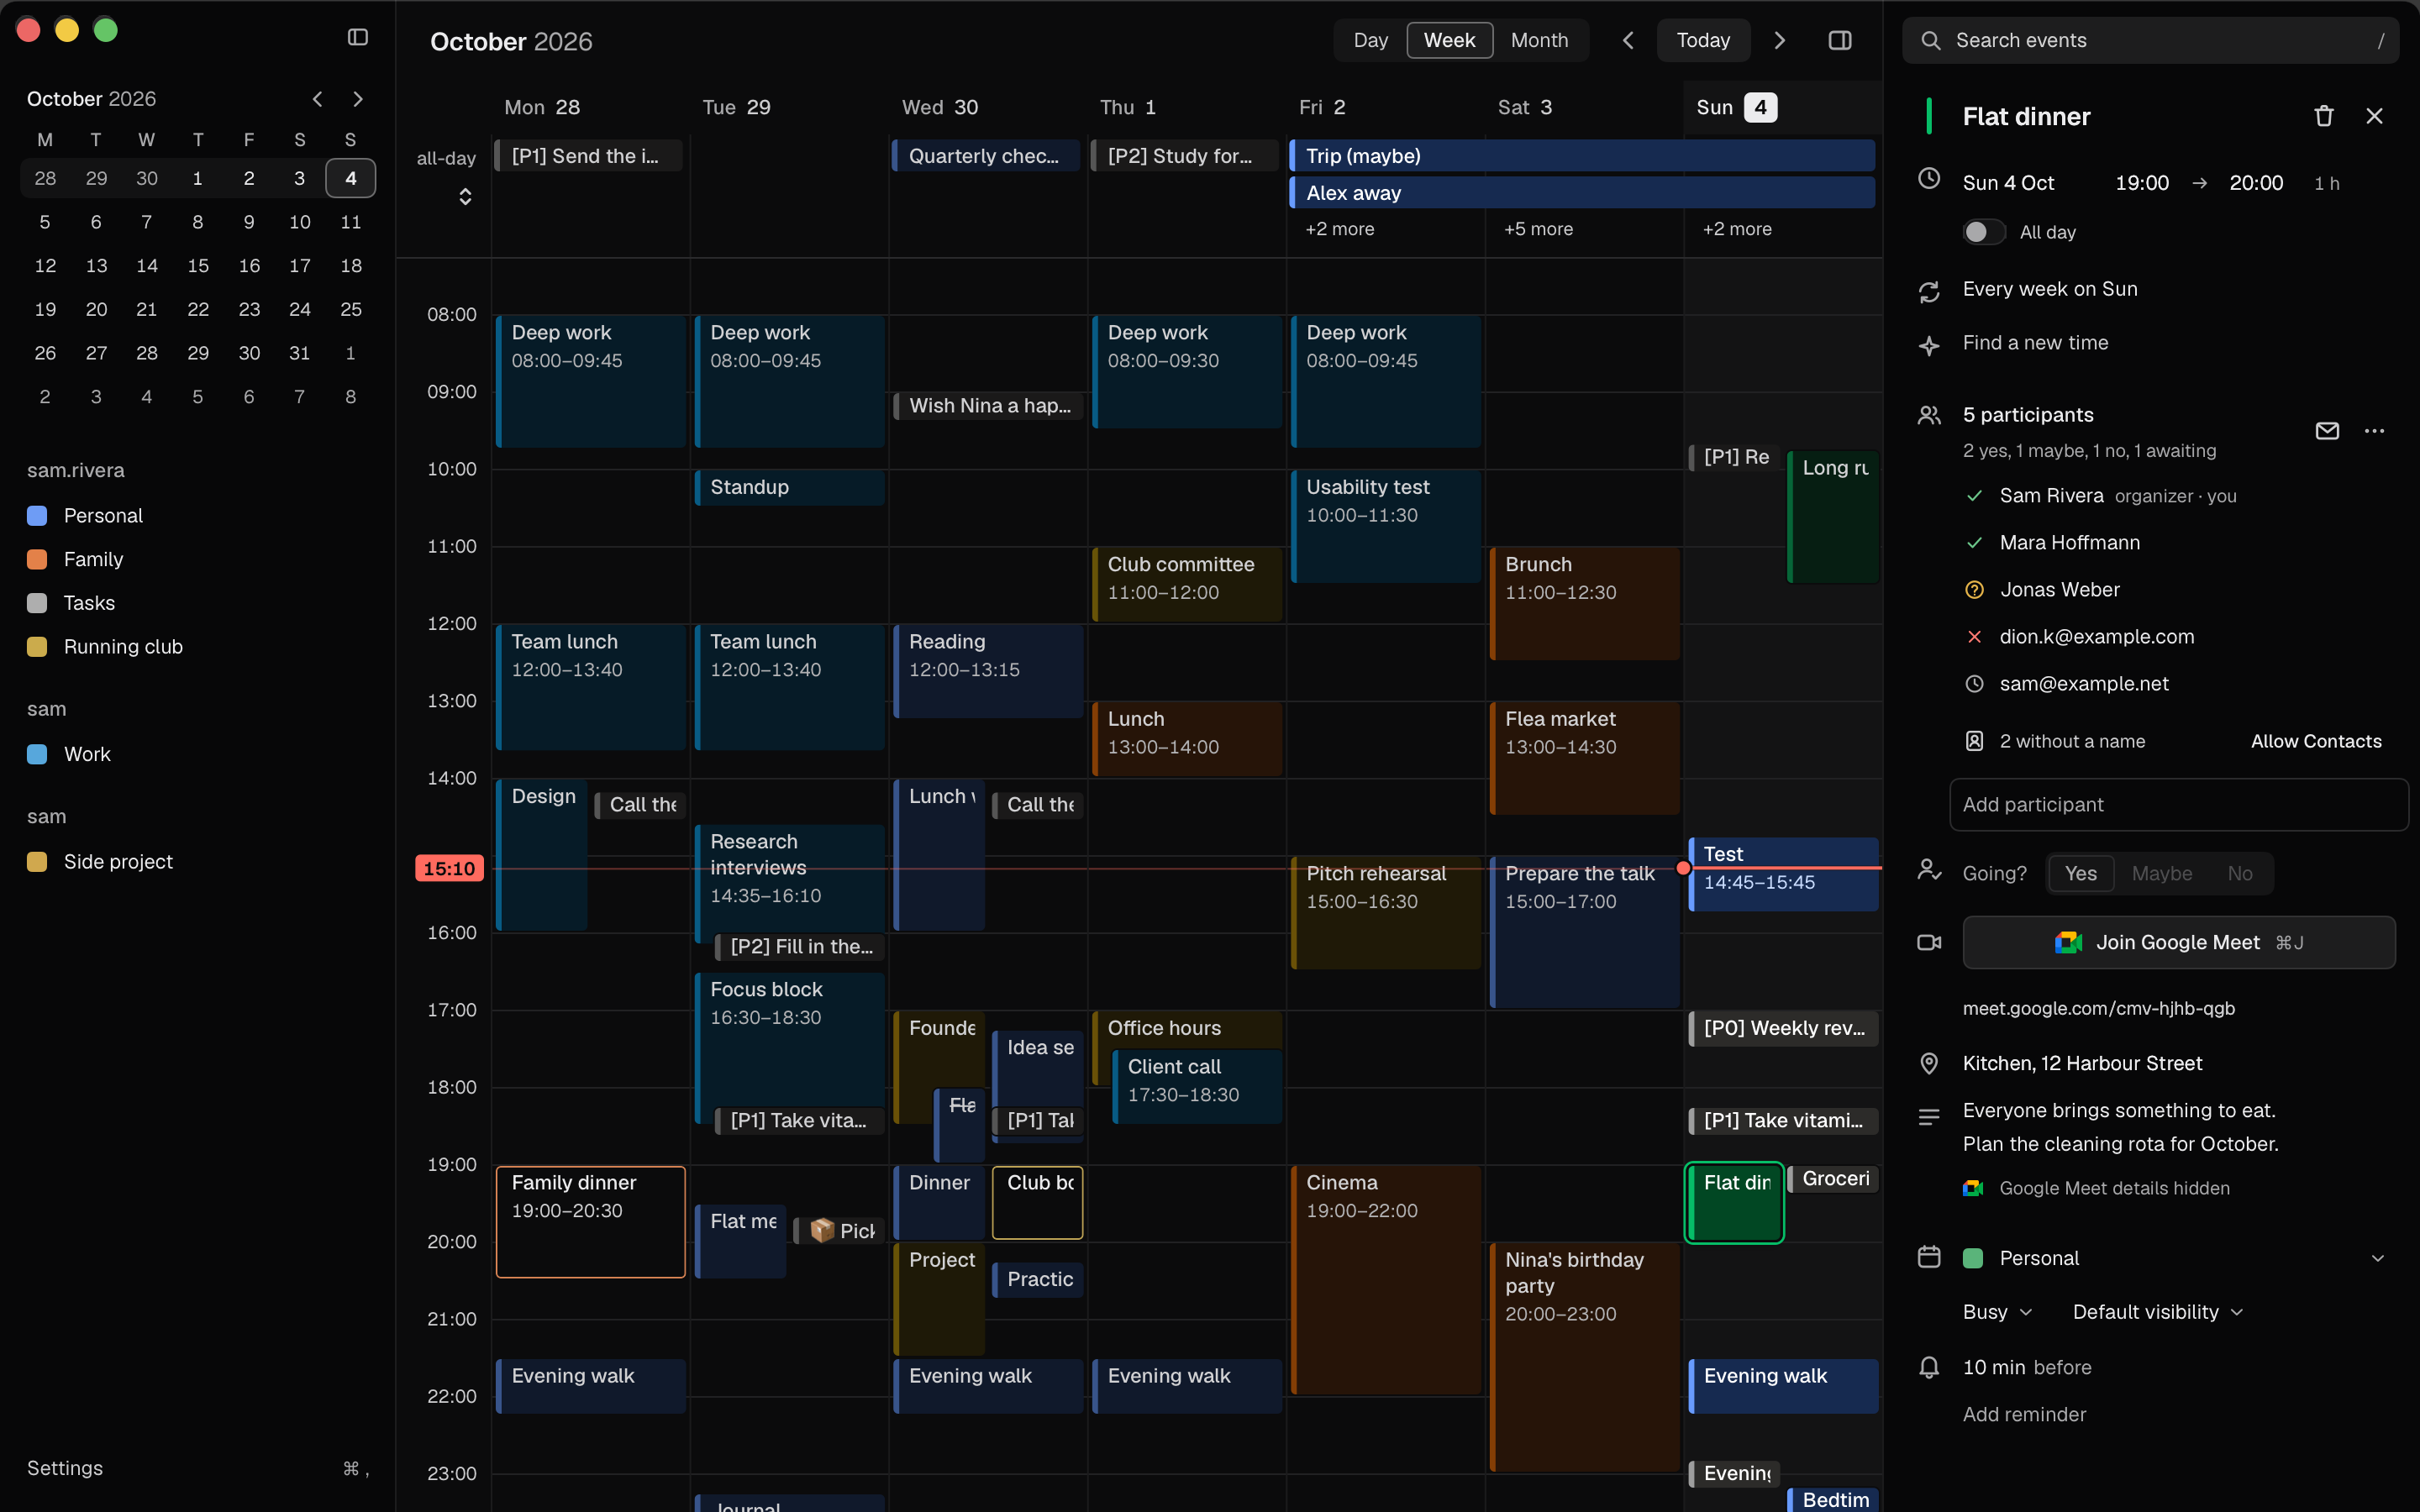 October 2026
M T W T F S S
28 29 30 1 2 3 4
5 6 7 8 9 10 11
12 13 14 15 16 17 18
19 20 21 22 23 24 25
26 27 28 29 30 31 1
2 3 4 5 6 7 8
sam.rivera
Personal
Family
Tasks
Running club
sam
Work
sam
Side project
Settings ⌘ ,
October 2026
Day Week Month
Today
Mon 28
Tue 29
Wed 30
Thu 1
Fri 2
Sat 3
Sun 4
all-day
[P1] Send the i...
Quarterly chec...
[P2] Study for...
Trip (maybe)
Alex away
+2 more
+5 more
+2 more
08:00
09:00
10:00
11:00
12:00
13:00
14:00
15:10
16:00
17:00
18:00
19:00
20:00
21:00
22:00
23:00
Deep work
08:00–09:45
Team lunch
12:00–13:40
Design
Call the
Family dinner
19:00–20:30
Evening walk
Deep work
08:00–09:45
Standup
Team lunch
12:00–13:40
Research
interviews
14:35–16:10
[P2] Fill in the...
Focus block
16:30–18:30
[P1] Take vita...
Flat me
📦 Pick
Journal
Wish Nina a hap...
Reading
12:00–13:15
Lunch
Call the
Founde
Idea se
Fla
[P1] Tak
Dinner
Club bo
Project
Practic
Evening walk
Deep work
08:00–09:30
Club committee
11:00–12:00
Lunch
13:00–14:00
Office hours
Client call
17:30–18:30
Evening walk
Deep work
08:00–09:45
Usability test
10:00–11:30
Pitch rehearsal
15:00–16:30
Cinema
19:00–22:00
Brunch
11:00–12:30
Flea market
13:00–14:30
Prepare the talk
15:00–17:00
Nina's birthday
party
20:00–23:00
[P1] Re
Long ru
Test
14:45–15:45
[P0] Weekly rev...
[P1] Take vitami...
Flat din
Groceri
Evening walk
Evening
Bedtim
Search events /
Flat dinner
Sun 4 Oct 19:00 → 20:00 1 h
All day
Every week on Sun
Find a new time
5 participants
2 yes, 1 maybe, 1 no, 1 awaiting
Sam Rivera organizer · you
Mara Hoffmann
Jonas Weber
dion.k@example.com
sam@example.net
2 without a name Allow Contacts
Add participant
Going? Yes Maybe No
Join Google Meet ⌘J
meet.google.com/cmv-hjhb-qgb
Kitchen, 12 Harbour Street
Everyone brings something to eat.
Plan the cleaning rota for October.
Google Meet details hidden
Personal
Busy Default visibility
10 min before
Add reminder